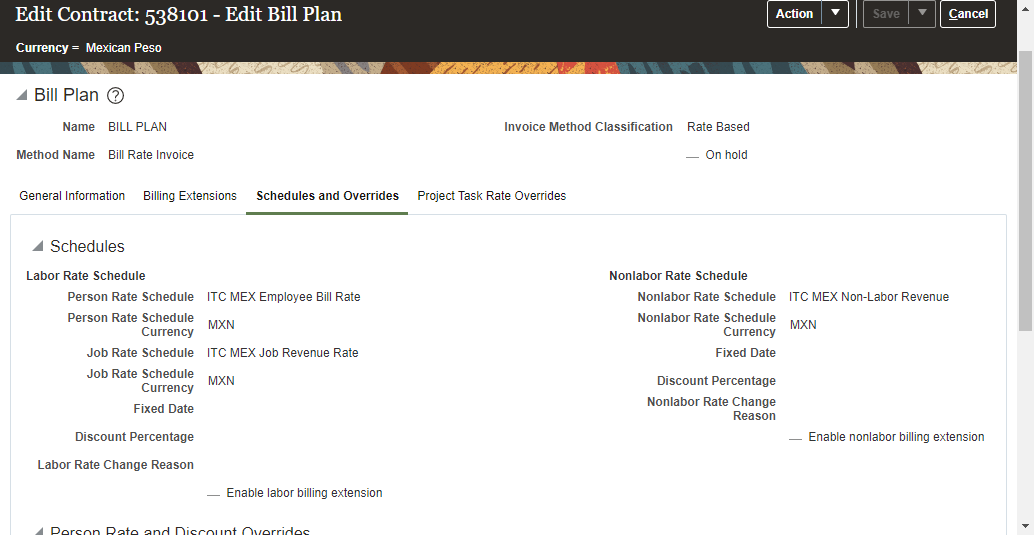 Edit Contract: 538101 - Edit Bill Plan
Action
Save
Cancel
Currency = Mexican Peso
Bill Plan
Name BILL PLAN
Invoice Method Classification Rate Based
Method Name Bill Rate Invoice
On hold
General Information Billing Extensions Schedules and Overrides Project Task Rate Overrides
Schedules
Labor Rate Schedule
Person Rate Schedule ITC MEX Employee Bill Rate
Person Rate Schedule
Currency MXN
Job Rate Schedule ITC MEX Job Revenue Rate
Job Rate Schedule
Currency MXN
Fixed Date
Discount Percentage
Labor Rate Change Reason
Enable labor billing extension
Nonlabor Rate Schedule
Nonlabor Rate Schedule ITC MEX Non-Labor Revenue
Nonlabor Rate Schedule
Currency MXN
Fixed Date
Discount Percentage
Nonlabor Rate Change
Reason
Enable nonlabor billing extension
Person Rate and Discount Overrides